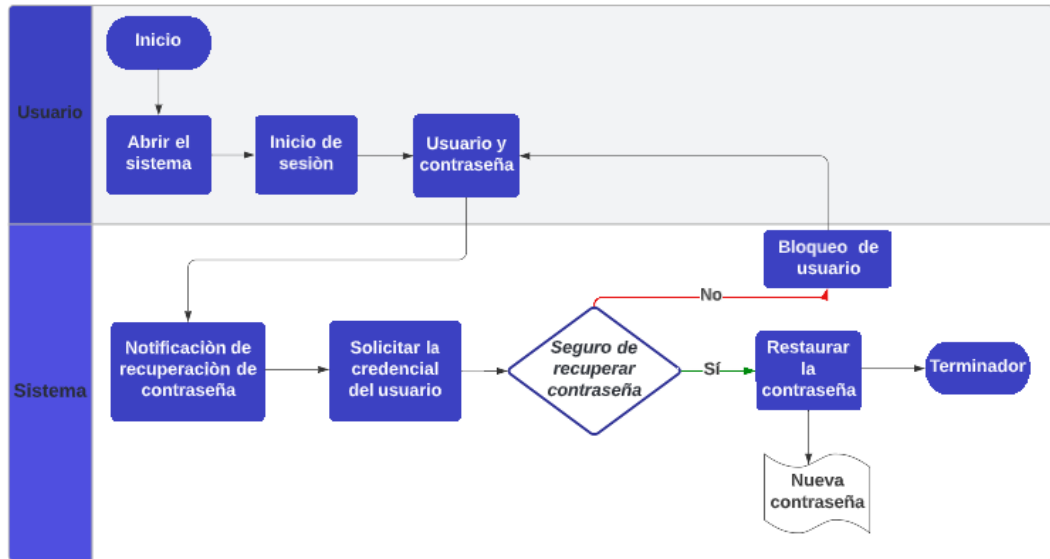 Usuario
Inicio
Abrir el
sistema
Inicio de
sesiòn
Usuario y
contraseña
Sistema
Bloqueo de
usuario
No
Notificaciòn de
recuperaciòn de
contraseña
Solicitar la
credencial
del usuario
Seguro de
recuperar
contraseña
Sí
Restaurar
la
contraseña
Terminador
Nueva
contraseña